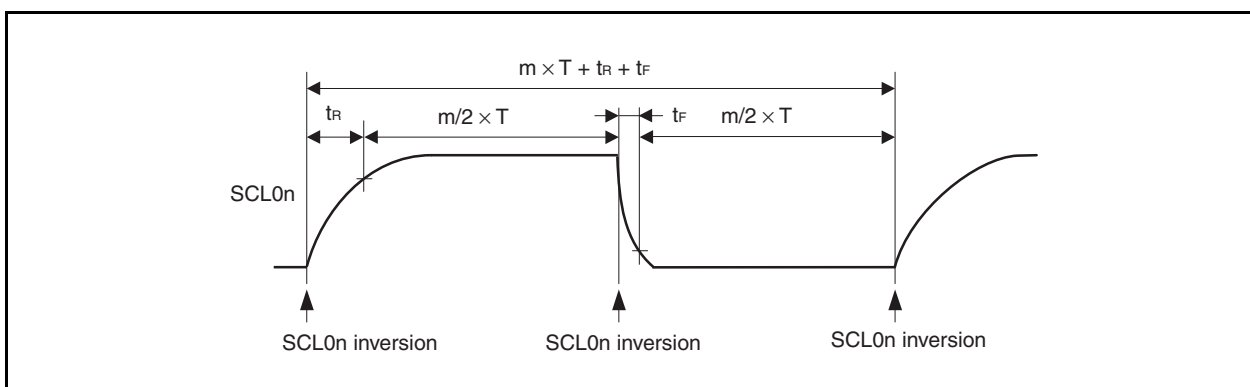 m × T + tR + tF
tR
m/2 × T
tF
m/2 × T
SCL0n
SCL0n inversion
SCL0n inversion
SCL0n inversion